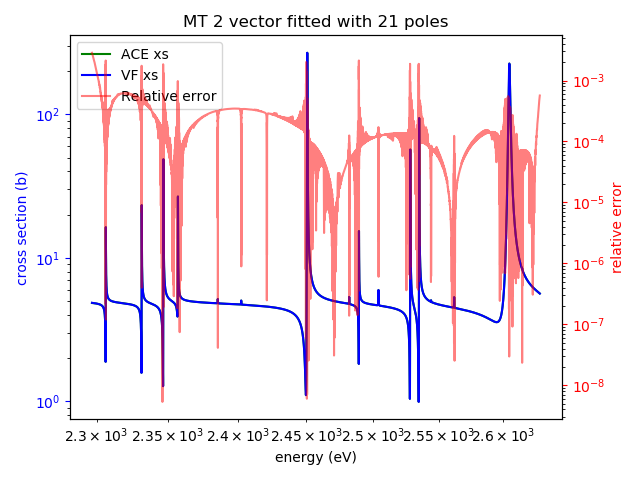 MT 2 vector fitted with 21 poles
ACE xs
VF xs
Relative error
cross section (b)
10²
10¹
10⁰
10⁻³
10⁻⁴
10⁻⁵
10⁻⁶
10⁻⁷
10⁻⁸
relative error
2.3 × 10³ 2.35 × 10³ 2.4 × 10³ 2.45 × 10³ 2.5 × 10³ 2.55 × 10³ 2.6 × 10³
energy (eV)